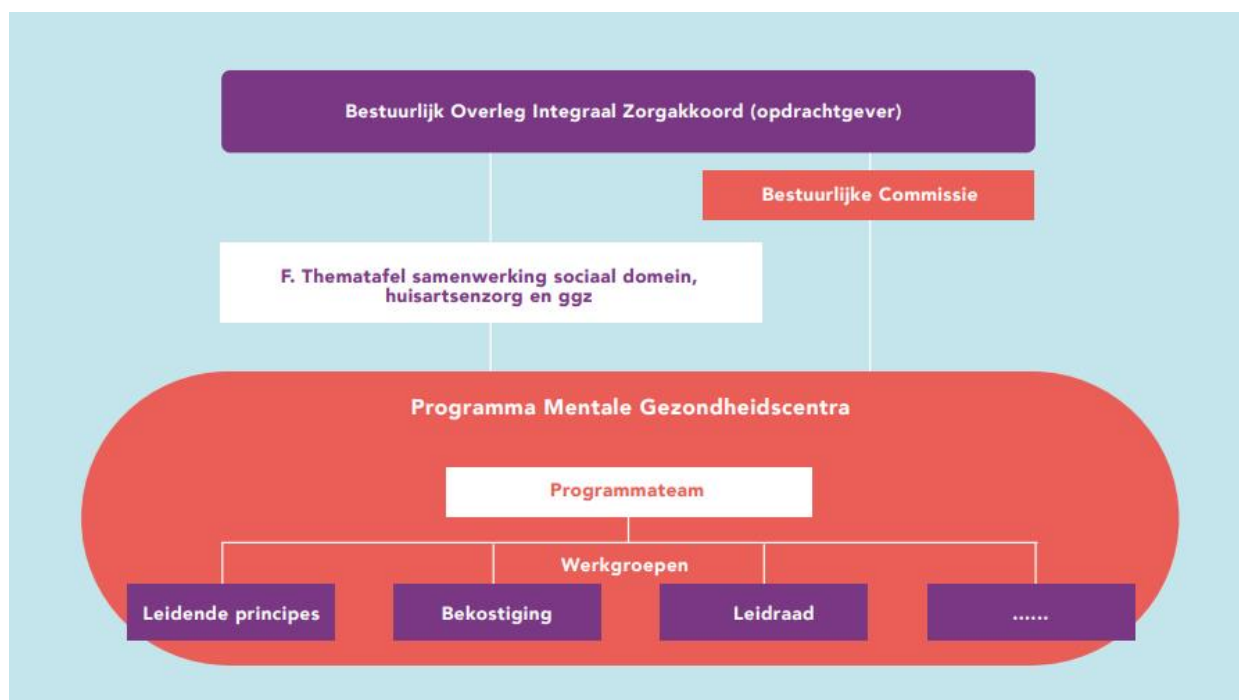 Bestuurlijk Overleg Integraal Zorgakkoord (opdrachtgever)
Bestuurlijke Commissie
F. Thematafel samenwerking sociaal domein,
huisartsenzorg en ggz
Programma Mentale Gezondheidscentra
Programmateam
Werkgroepen
Leidende principes
Bekostiging
Leidraad
......